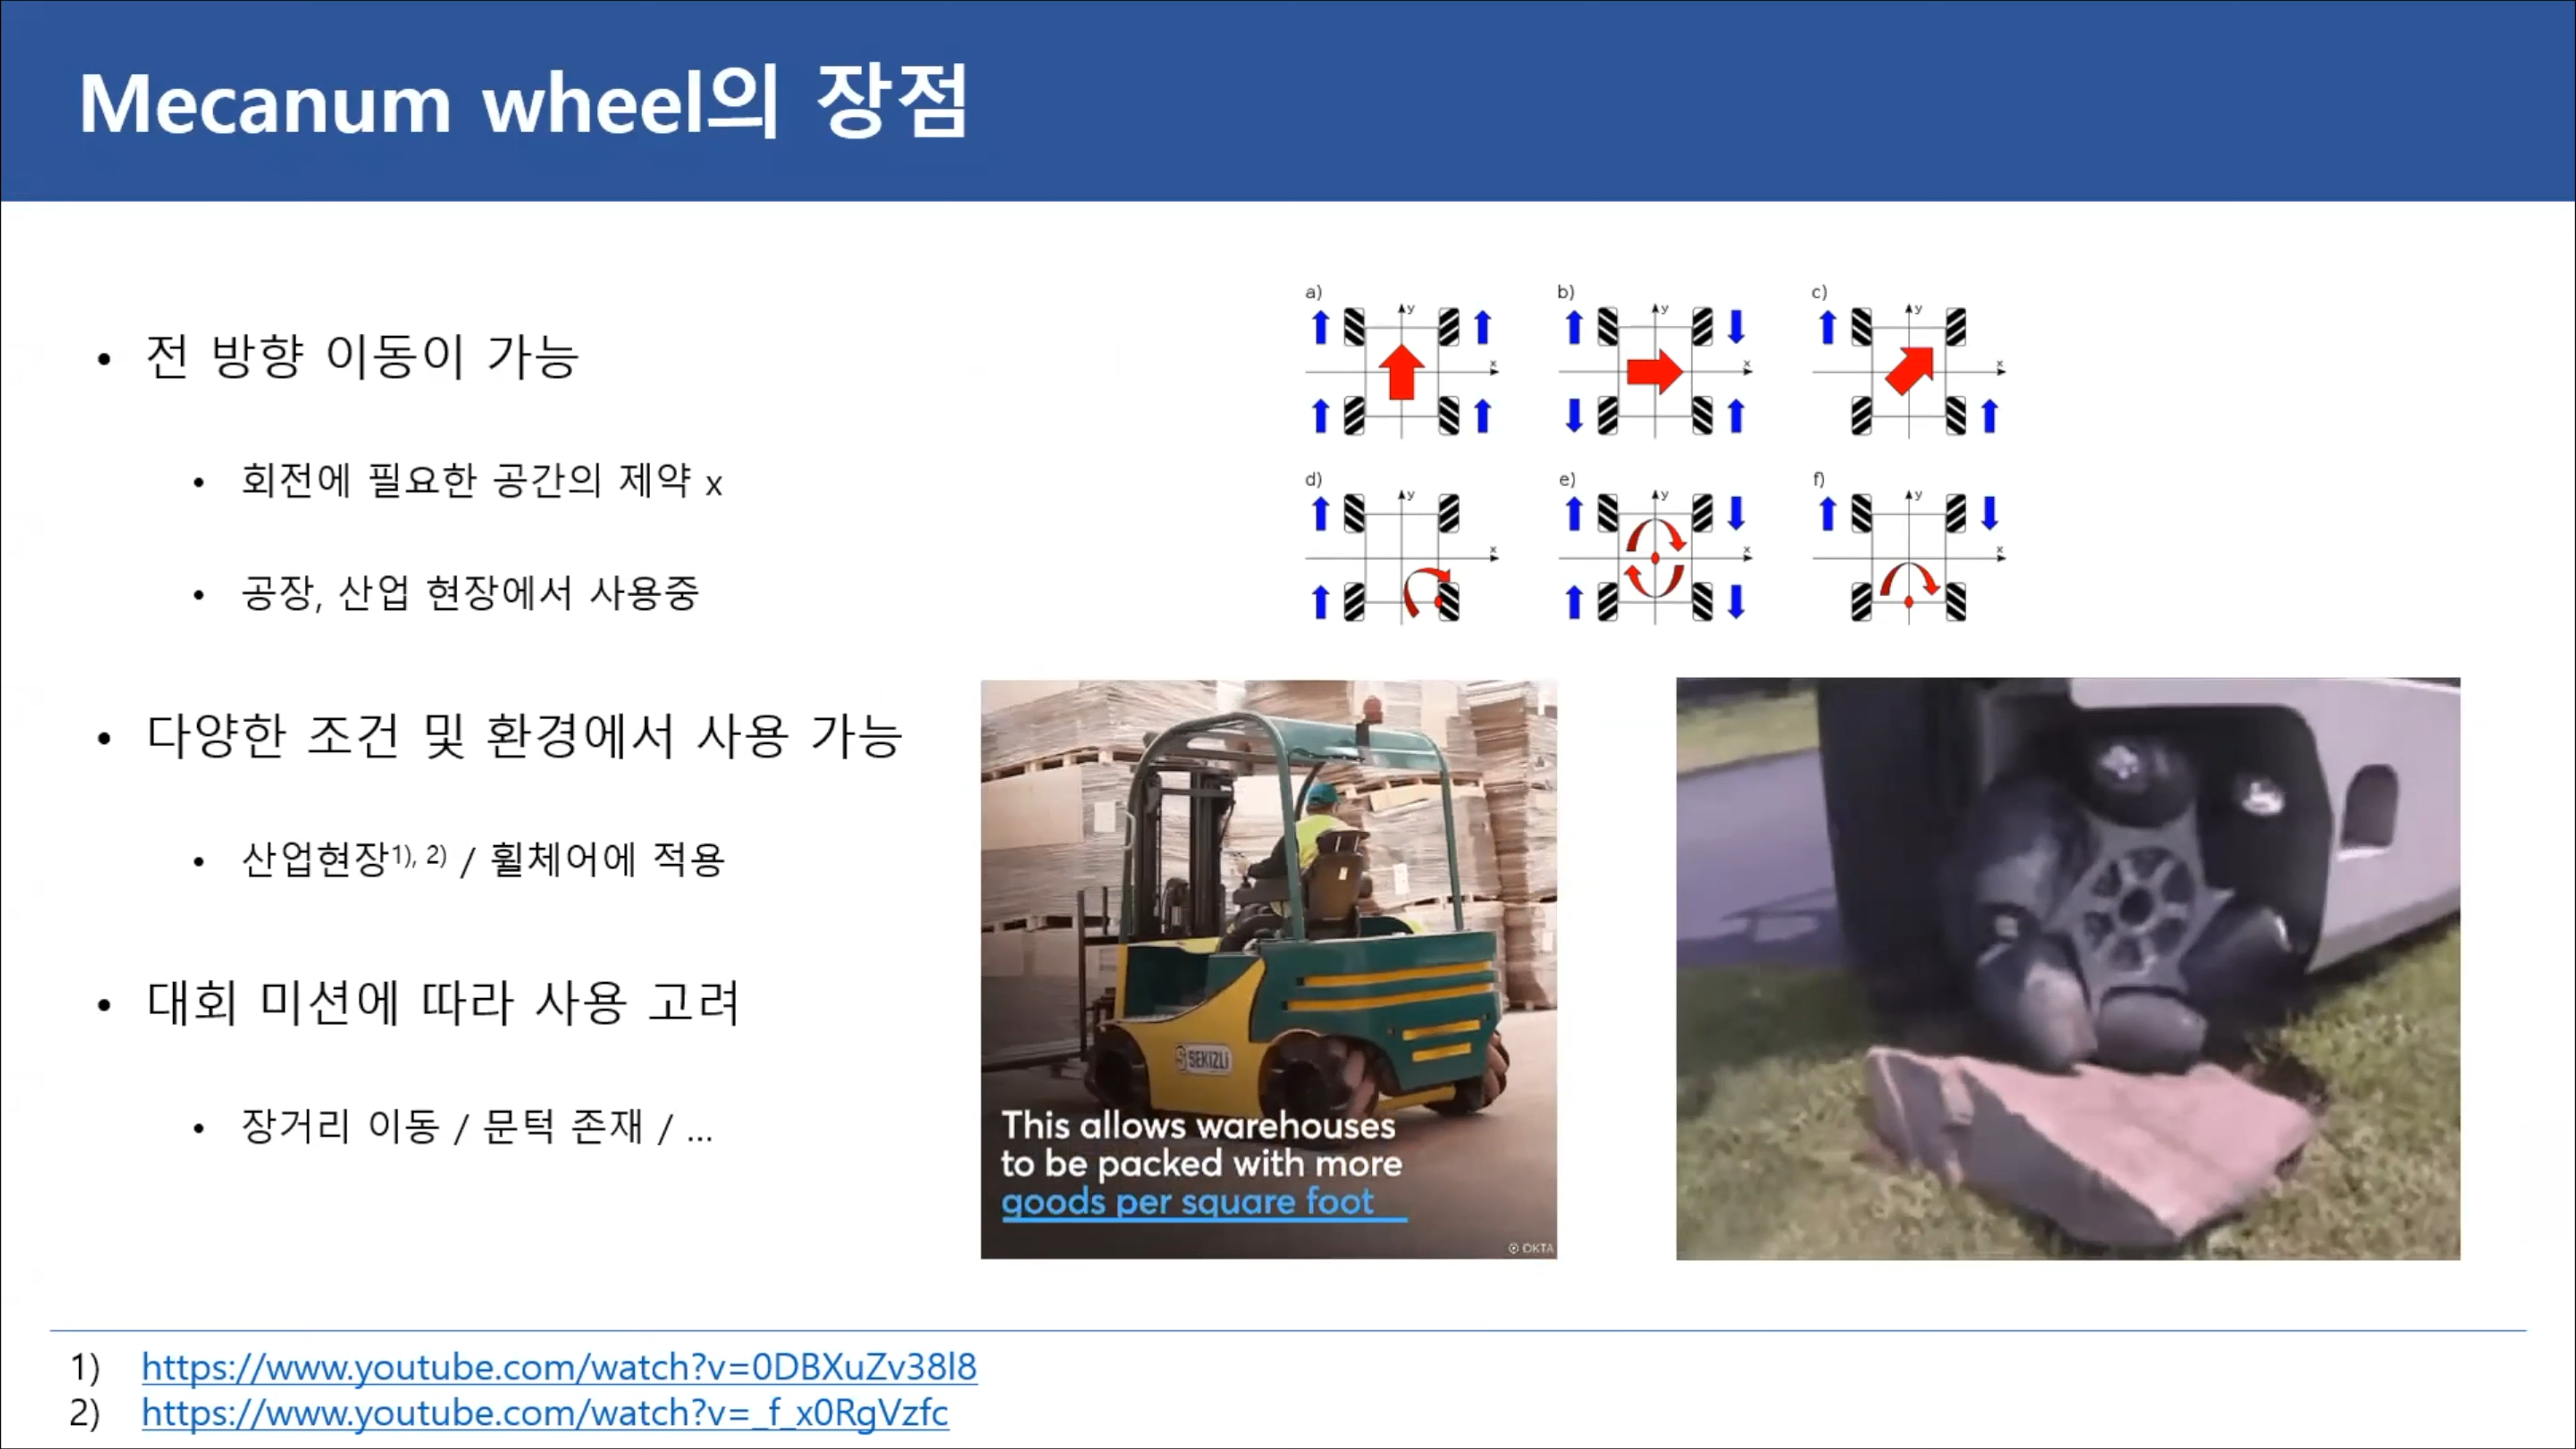 Mecanum wheel의 장점
• 전 방향 이동이 가능
• 회전에 필요한 공간의 제약 x
• 공장, 산업 현장에서 사용중
• 다양한 조건 및 환경에서 사용 가능
• 산업현장1), 2) / 휠체어에 적용
• 대회 미션에 따라 사용 고려
• 장거리 이동 / 문턱 존재 / ...
a) y x
b) y x
c) y x
d) y x
e) y x
f) y x
SEKIZLI
This allows warehouses
to be packed with more
goods per square foot
OKTA
1) https://www.youtube.com/watch?v=0DBXuZv38l8
2) https://www.youtube.com/watch?v=_f_x0RgVzfc